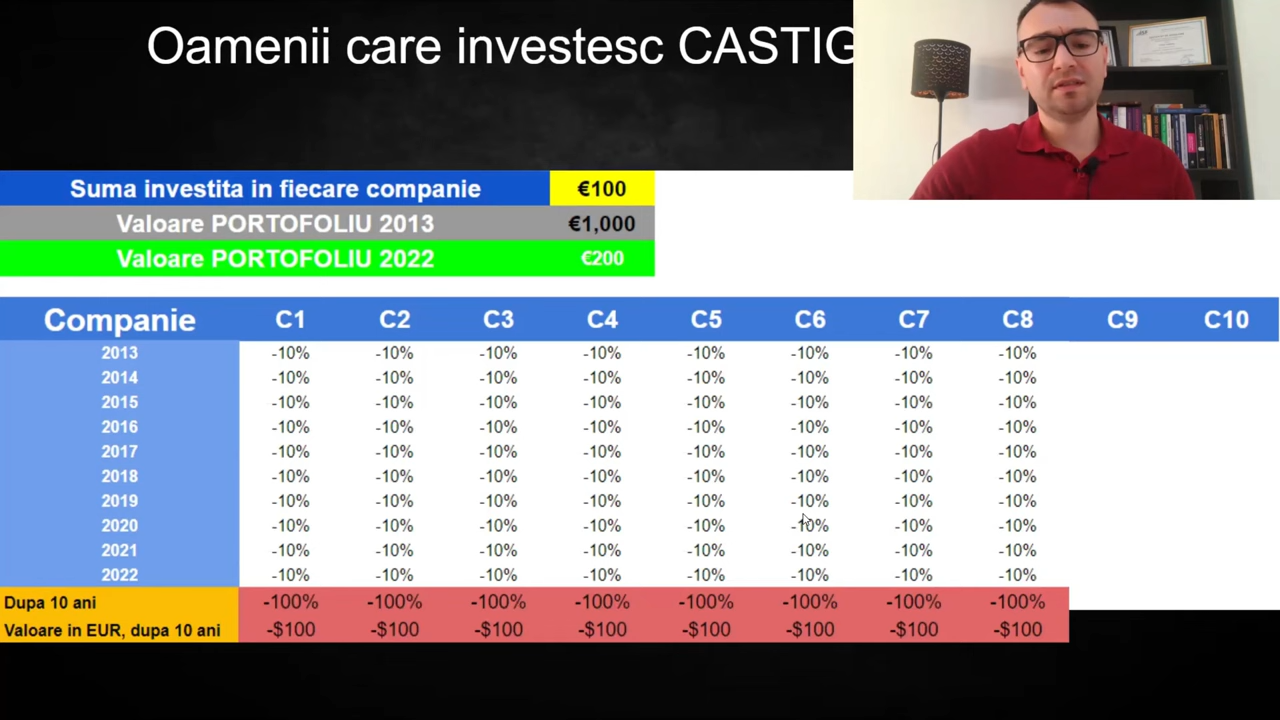 Oamenii care investesc CASTIG
Suma investita in fiecare companie €100
Valoare PORTOFOLIU 2013 €1,000
Valoare PORTOFOLIU 2022 €200
Companie C1 C2 C3 C4 C5 C6 C7 C8 C9 C10
2013 -10% -10% -10% -10% -10% -10% -10% -10%
2014 -10% -10% -10% -10% -10% -10% -10% -10%
2015 -10% -10% -10% -10% -10% -10% -10% -10%
2016 -10% -10% -10% -10% -10% -10% -10% -10%
2017 -10% -10% -10% -10% -10% -10% -10% -10%
2018 -10% -10% -10% -10% -10% -10% -10% -10%
2019 -10% -10% -10% -10% -10% -10% -10% -10%
2020 -10% -10% -10% -10% -10% -10% -10% -10%
2021 -10% -10% -10% -10% -10% -10% -10% -10%
2022 -10% -10% -10% -10% -10% -10% -10% -10%
Dupa 10 ani -100% -100% -100% -100% -100% -100% -100% -100%
Valoare in EUR, dupa 10 ani -$100 -$100 -$100 -$100 -$100 -$100 -$100 -$100